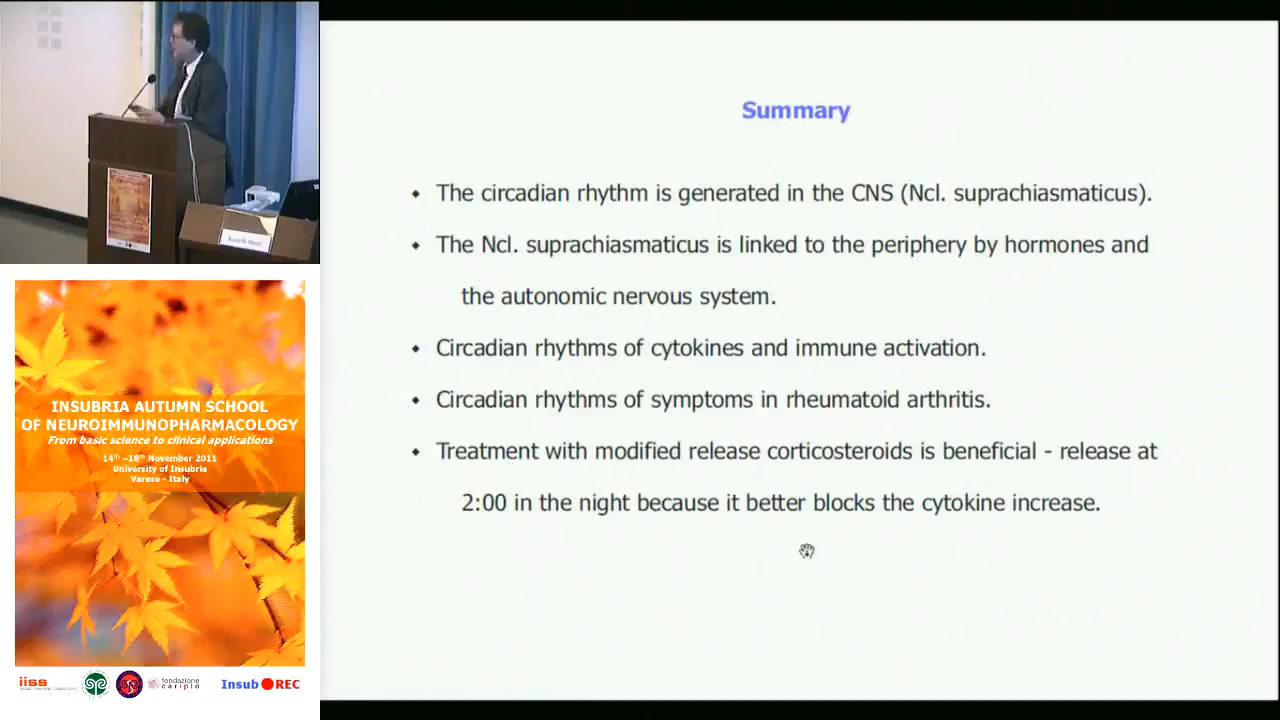 Summary
The circadian rhythm is generated in the CNS (Ncl. suprachiasmaticus).
The Ncl. suprachiasmaticus is linked to the periphery by hormones and
the autonomic nervous system.
Circadian rhythms of cytokines and immune activation.
Circadian rhythms of symptoms in rheumatoid arthritis.
Treatment with modified release corticosteroids is beneficial - release at
2:00 in the night because it better blocks the cytokine increase.
INSUBRIA AUTUMN SCHOOL
OF NEUROIMMUNOPHARMACOLOGY
From basic science to clinical applications
14th -18th November 2011
University of Insubria
Varese - Italy
iiss
fondazione
cariplo
Insub REC